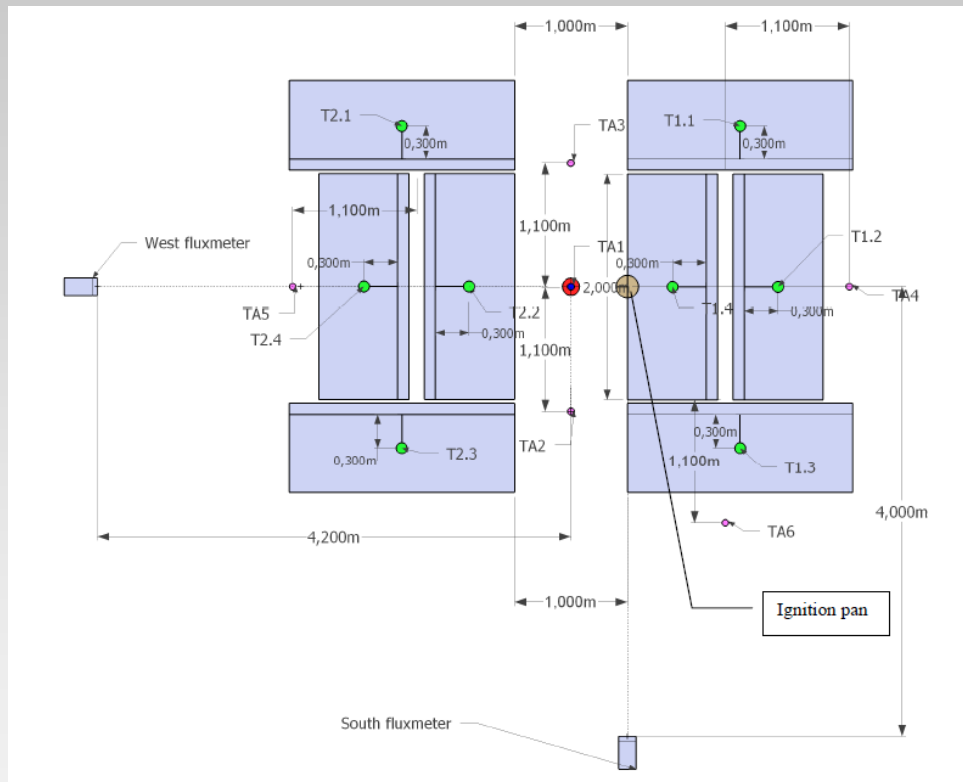 1,000m
1,100m
T2.1
TA3
T1.1
0,300m
0,300m
1,100m
1,100m
West fluxmeter
TA1
T1.2
0,300m
0,300m
2,000m
TA5
T2.4
T2.2
T1.4
TA4
0,300m
0,300m
1,100m
0,300m
TA2
T2.3
0,300m
1,100m
T1.3
4,200m
TA6
4,000m
1,000m
Ignition pan
South fluxmeter